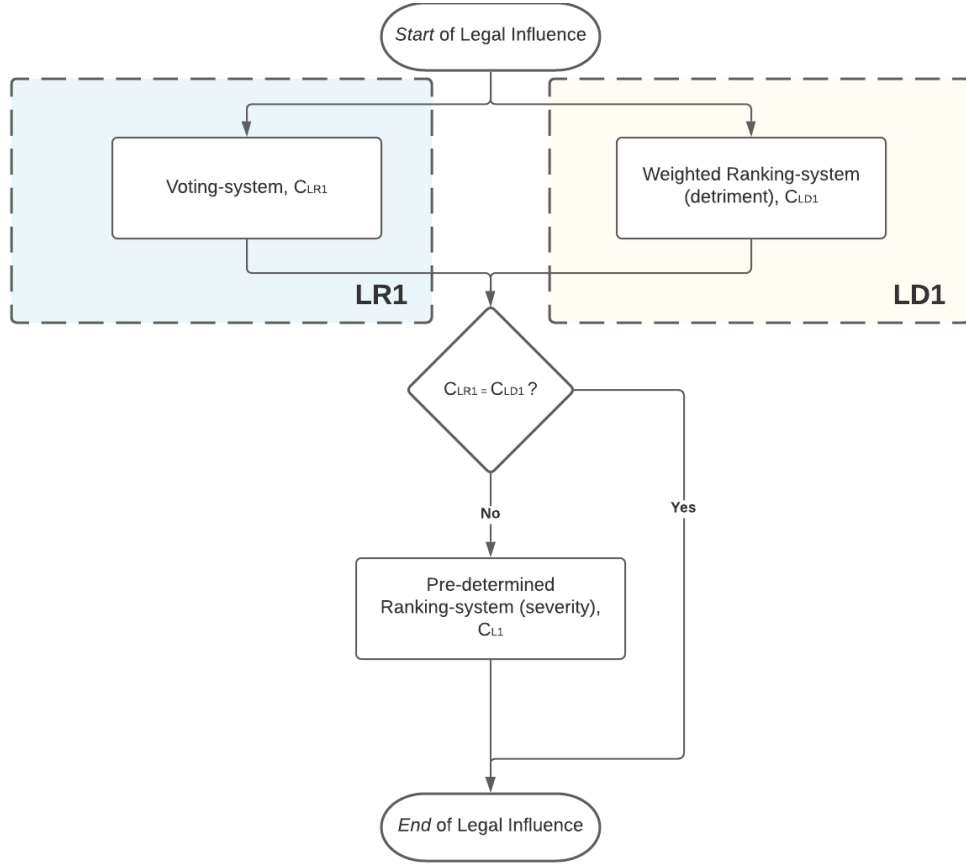 Start of Legal Influence
Voting-system, CLR1
Weighted Ranking-system
(detriment), CLD1
LR1
LD1
CLR1 = CLD1 ?
No
Yes
Pre-determined
Ranking-system (severity),
CL1
End of Legal Influence